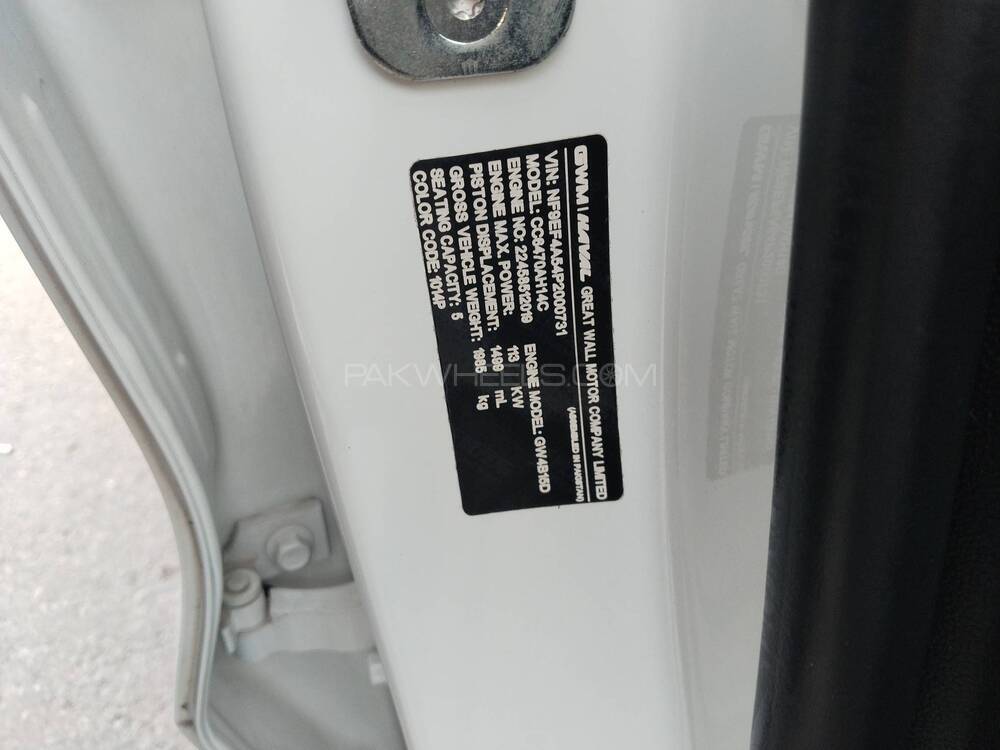 GWM | HAVAL GREAT WALL MOTOR COMPANY LIMITED
(ASSEMBLED IN PAKISTAN)
VIN: NF9EF4A54P2000731
MODEL: CC6470AH14C
ENGINE NO: 22458512019 ENGINE MODEL: GW4B15D
ENGINE MAX. POWER: 113 KW
PISTON DISPLACEMENT: 1499 mL
GROSS VEHICLE WEIGHT: 1985 kg
SEATING CAPACITY: 5
COLOR CODE: 1014P
PAKWHEELS.COM